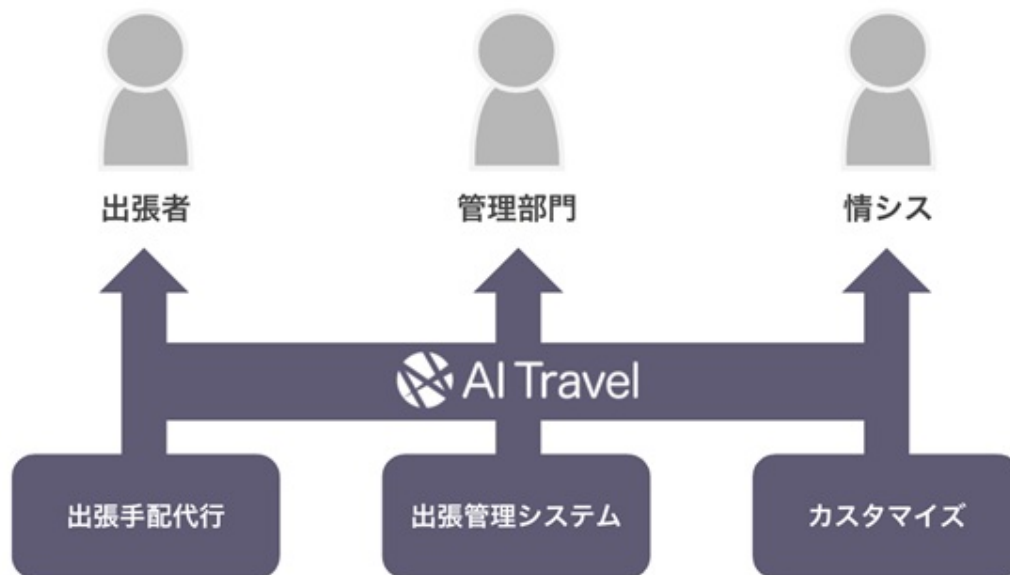 出張者
管理部門
情シス
AI Travel
出張手配代行
出張管理システム
カスタマイズ